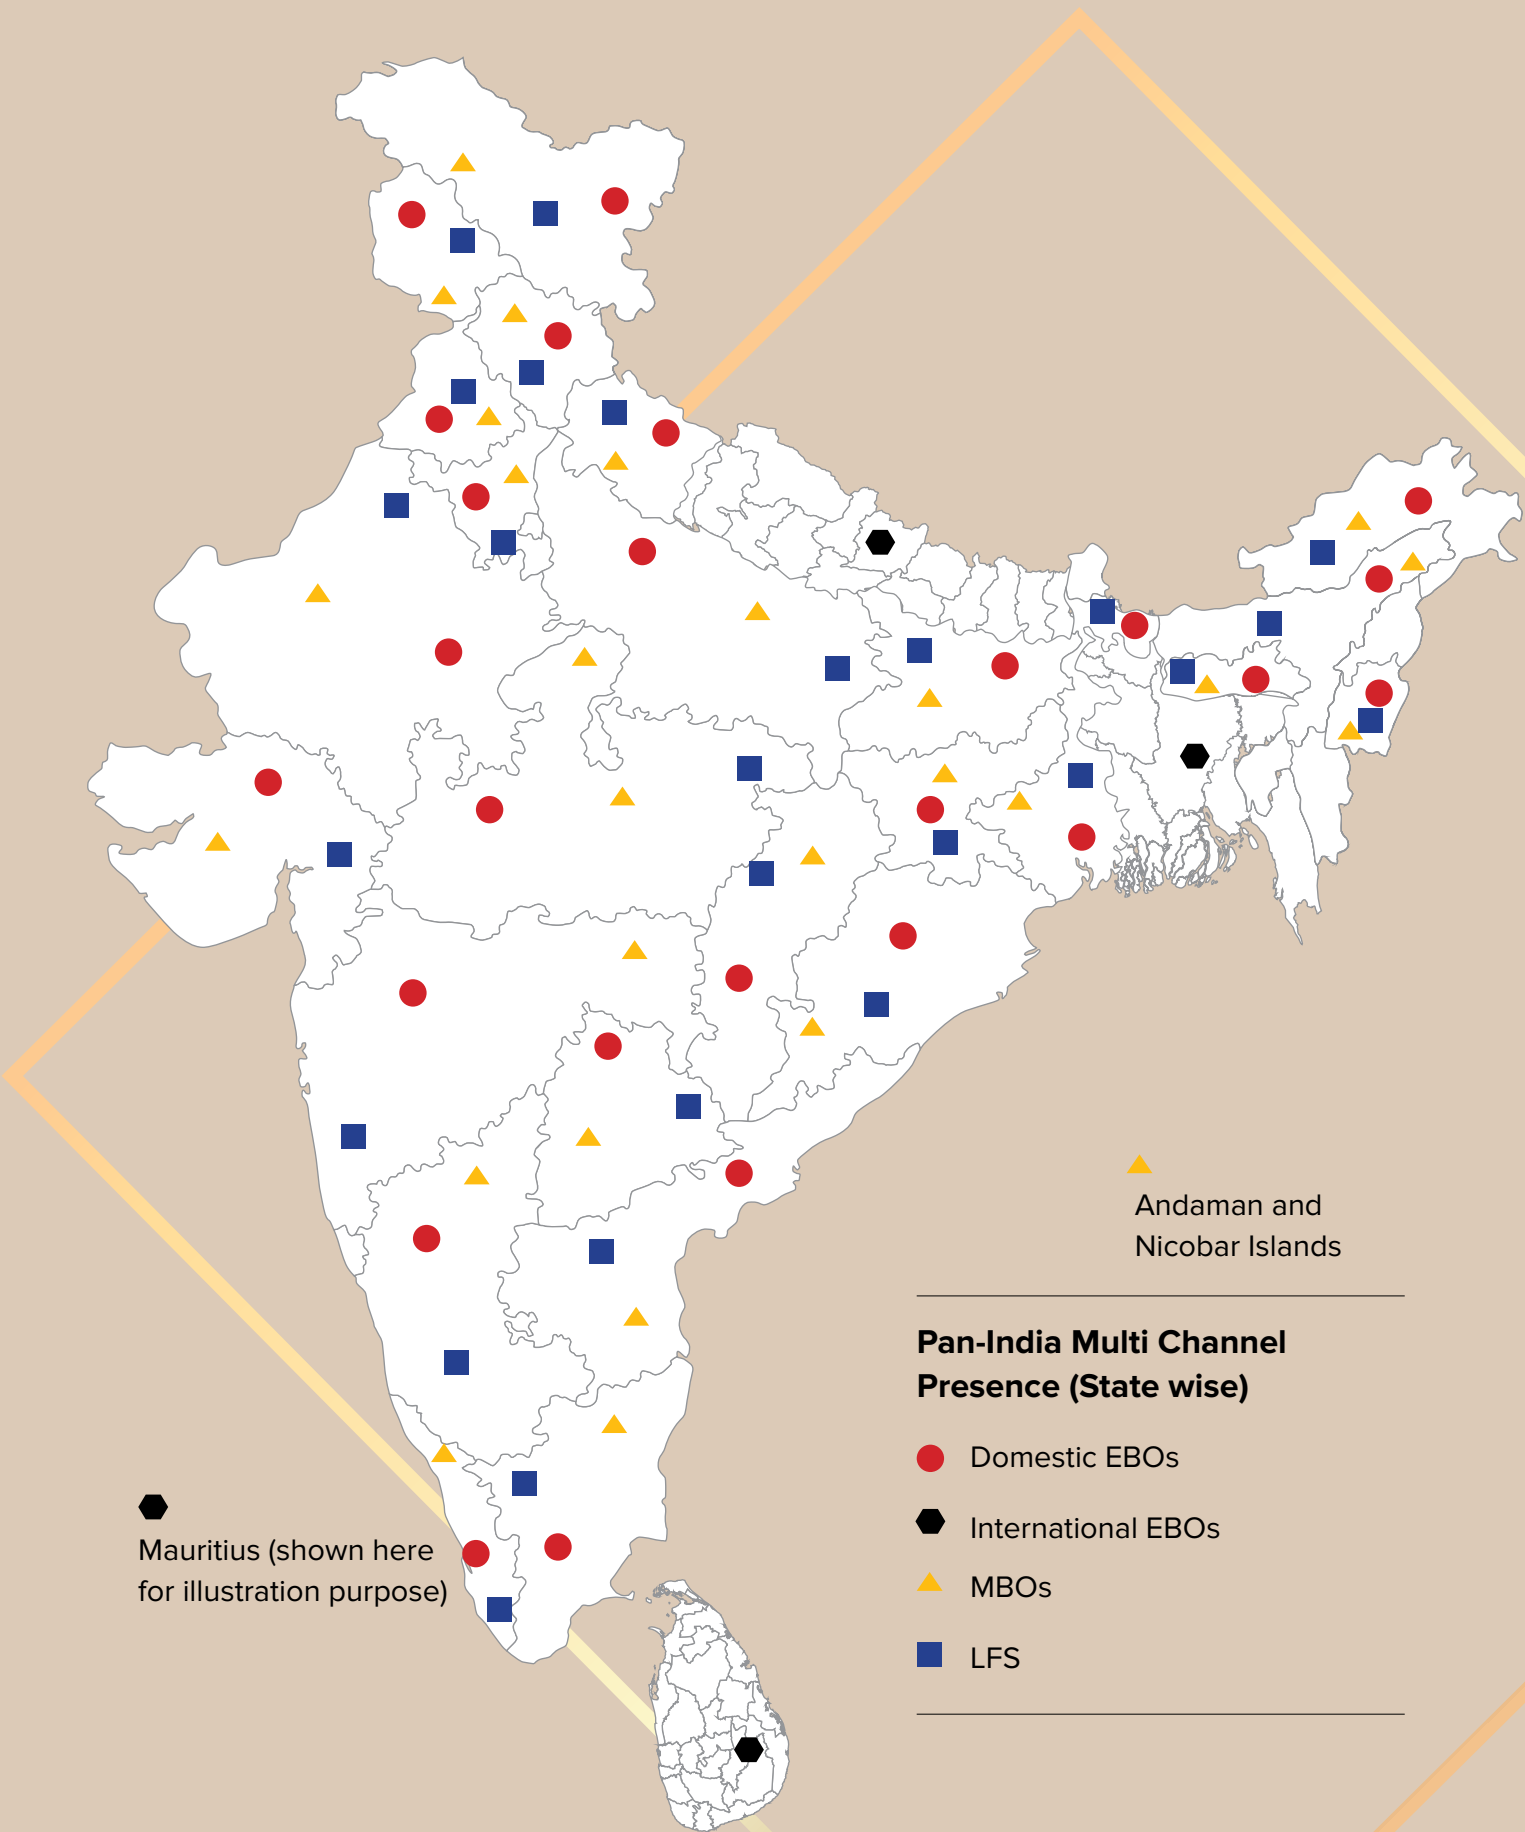 Andaman and
Nicobar Islands
Pan-India Multi Channel
Presence (State wise)
Domestic EBOs
International EBOs
MBOs
LFS
Mauritius (shown here
for illustration purpose)